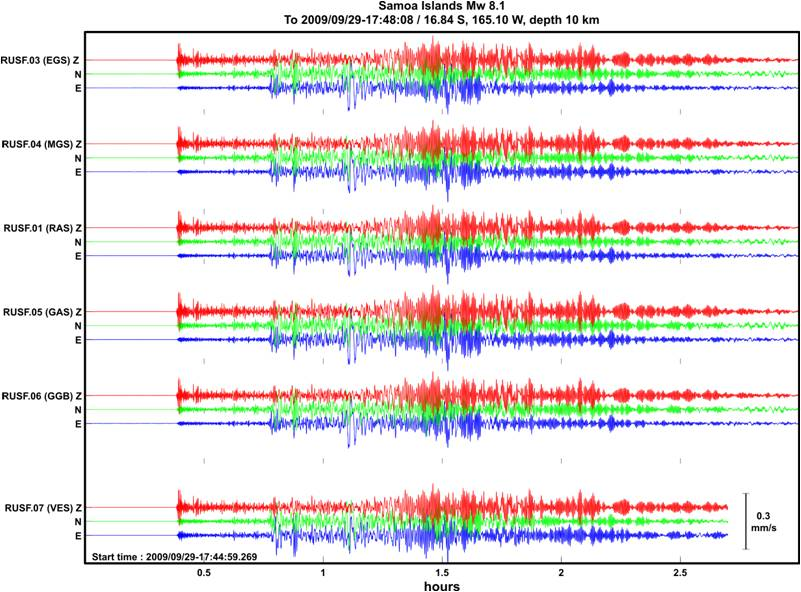 Samoa Islands Mw 8.1
To 2009/09/29-17:48:08 / 16.84 S, 165.10 W, depth 10 km
RUSF.03 (EGS) Z
N
E
RUSF.04 (MGS) Z
N
E
RUSF.01 (RAS) Z
N
E
RUSF.05 (GAS) Z
N
E
RUSF.06 (GGB) Z
N
E
RUSF.07 (VES) Z
N
E
0.3
mm/s
Start time : 2009/09/29-17:44:59.269
0.5 1 1.5 2 2.5
hours